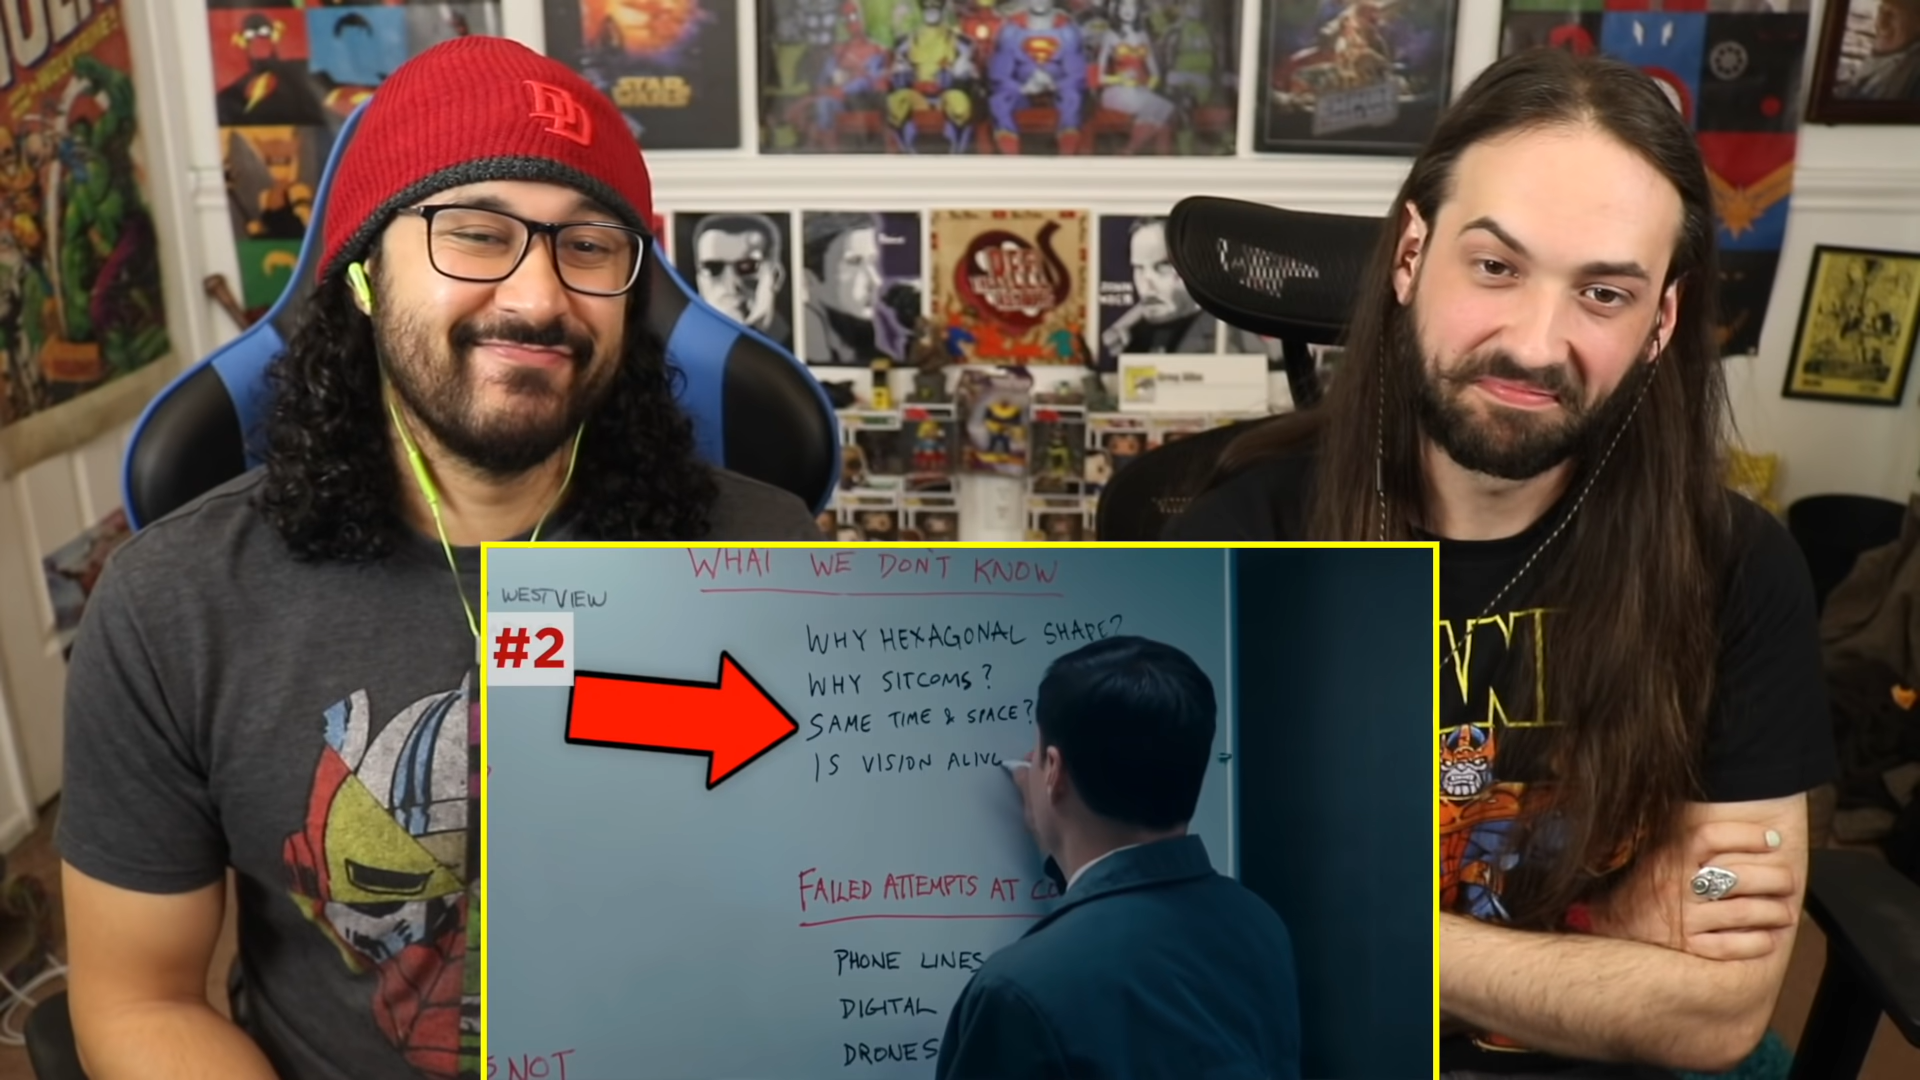 STAR
WARS
WHAT WE DON'T KNOW
WESTVIEW
#2
WHY HEXAGONAL SHAPE?
WHY SITCOMS?
SAME TIME & SPACE?
IS VISION ALIVE
FAILED ATTEMPTS AT
PHONE LINES
DIGITAL
DRONES
NOT